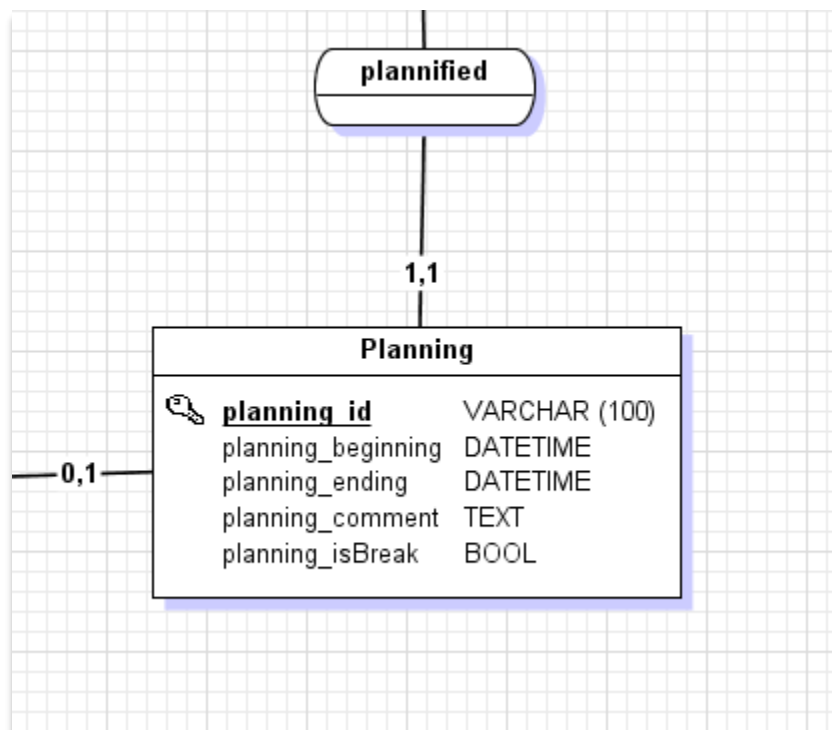 plannified
1,1
Planning
planning_id VARCHAR (100)
planning_beginning DATETIME
0,1
planning_ending DATETIME
planning_comment TEXT
planning_isBreak BOOL